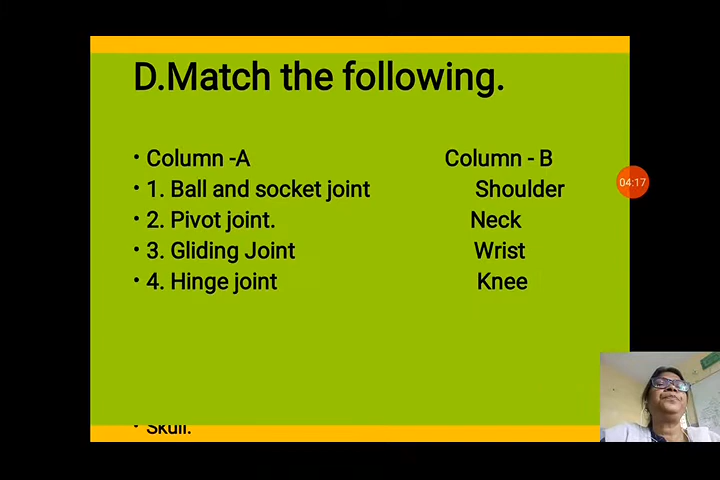 D.Match the following.
• Column -A Column - B
• 1. Ball and socket joint Shoulder
• 2. Pivot joint. Neck
• 3. Gliding Joint Wrist
• 4. Hinge joint Knee
04:17
• Skull.